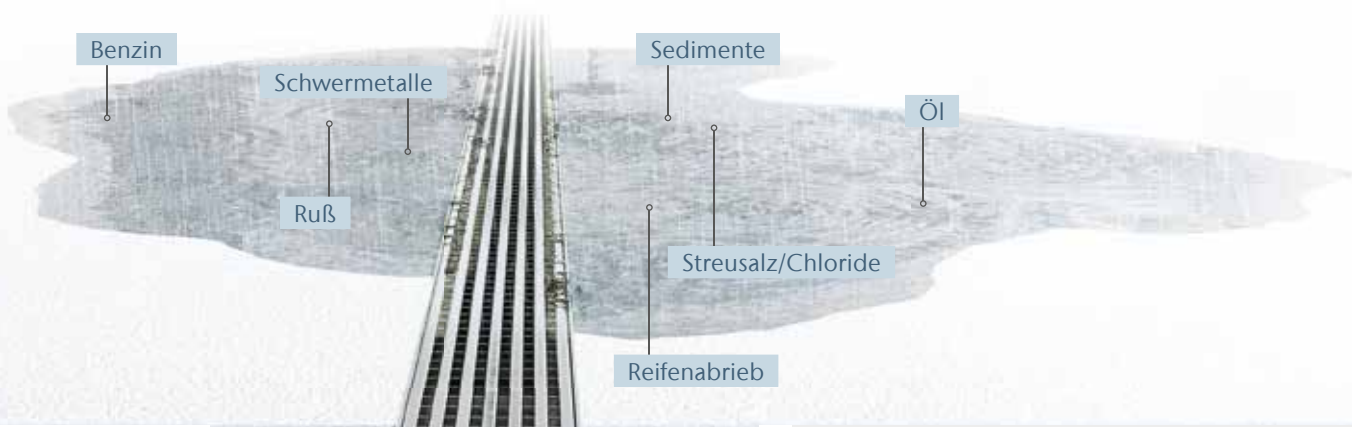 Benzin
Sedimente
Schwermetalle
Öl
Ruß
Streusalz/Chloride
Reifenabrieb